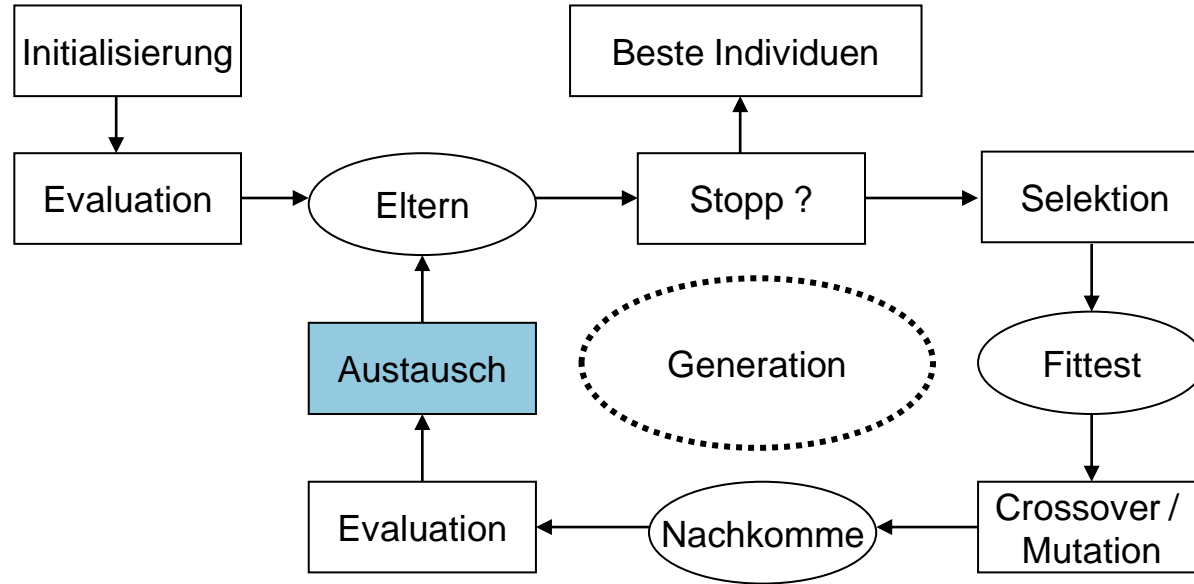 Initialisierung
Beste Individuen
Evaluation
Eltern
Stopp ?
Selektion
Austausch
Generation
Fittest
Evaluation
Nachkomme
Crossover /
Mutation